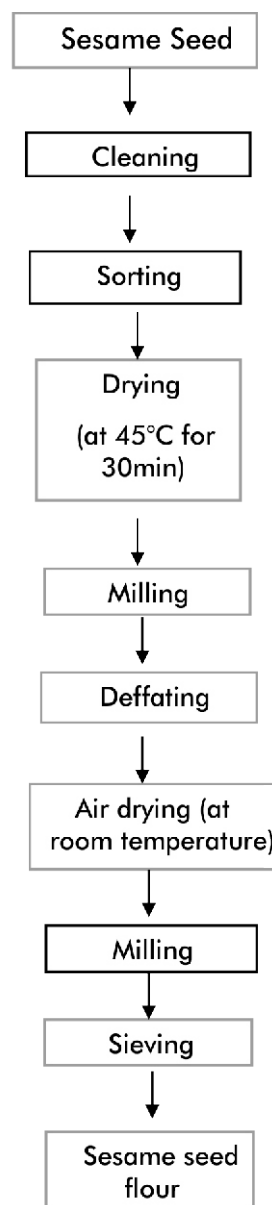 Sesame Seed
Cleaning
Sorting
Drying
(at 45°C for
30min)
Milling
Deffating
Air drying (at
room temperature)
Milling
Sieving
Sesame seed
flour